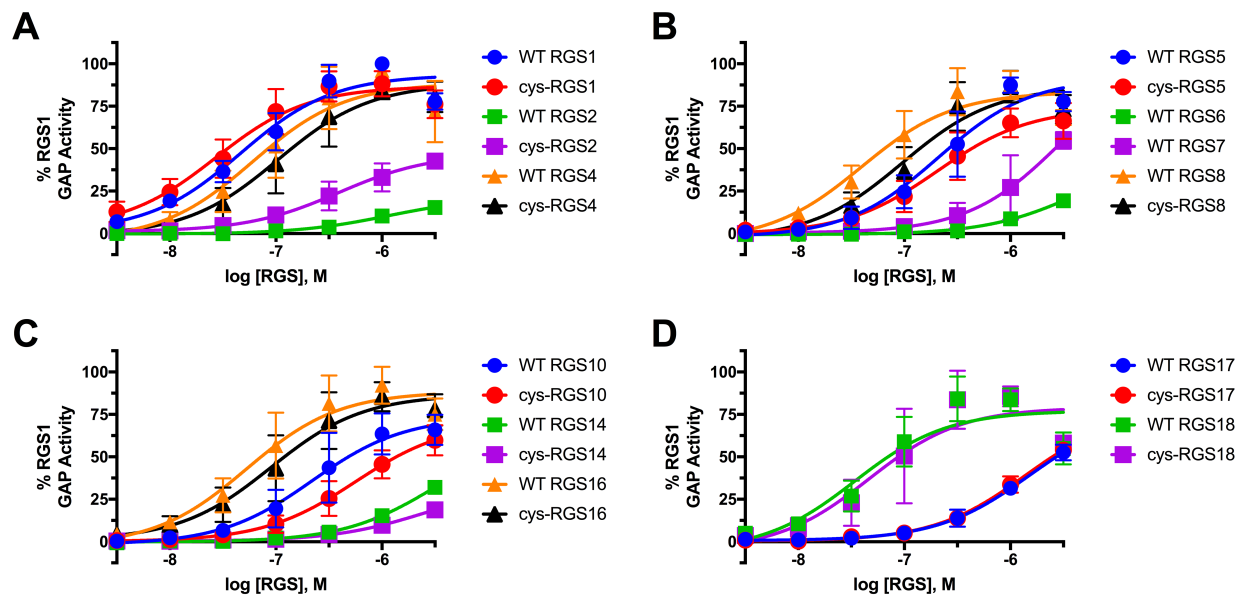 A
% RGS1
GAP Activity
100
75
50
25
0
-8
-7
-6
log [RGS], M
WT RGS1
cys-RGS1
WT RGS2
cys-RGS2
WT RGS4
cys-RGS4
B
% RGS1
GAP Activity
100
75
50
25
0
-8
-7
-6
log [RGS], M
WT RGS5
cys-RGS5
WT RGS6
WT RGS7
WT RGS8
cys-RGS8
C
% RGS1
GAP Activity
100
75
50
25
0
-8
-7
-6
log [RGS], M
WT RGS10
cys-RGS10
WT RGS14
cys-RGS14
WT RGS16
cys-RGS16
D
% RGS1
GAP Activity
100
75
50
25
0
-8
-7
-6
log [RGS], M
WT RGS17
cys-RGS17
WT RGS18
cys-RGS18